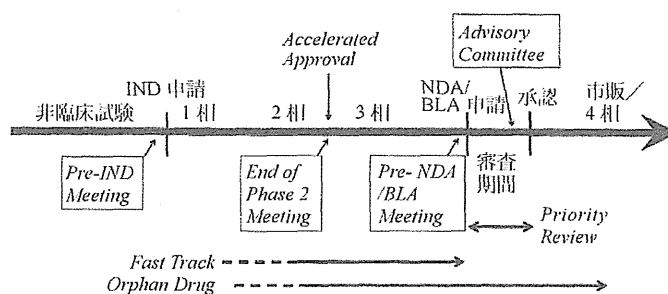 Accelerated
Approval
Advisory
Committee
IND 申請
NDA/
BLA 申請
承認
市販／
4相
非臨床試験
1相
2相
3相
Pre-IND
Meeting
End of
Phase 2
Meeting
Pre- NDA
/BLA
Meeting
審査
期間
Priority
Review
Fast Track
Orphan Drug